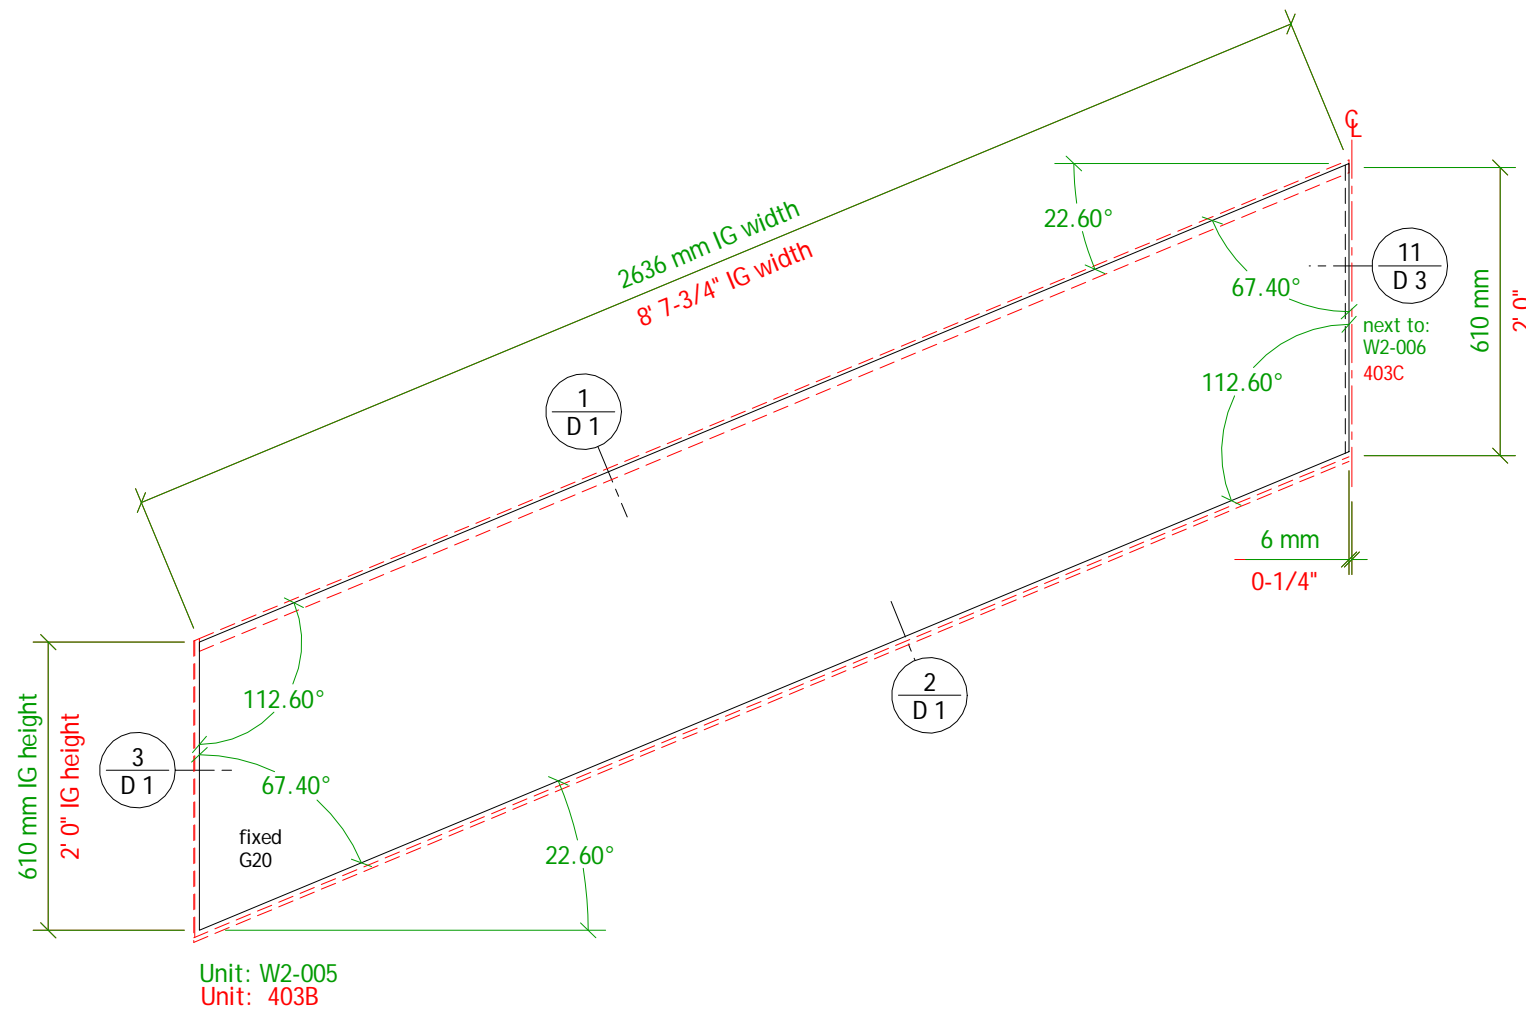 ℄
2636 mm IG width
8' 7-3/4" IG width
22.60°
67.40°
11
D 3
610 mm
2' 0"
next to:
W2-006
403C
112.60°
1
D 1
6 mm
0-1/4"
610 mm IG height
2' 0" IG height
112.60°
3
D 1
67.40°
fixed
G20
22.60°
2
D 1
Unit: W2-005
Unit: 403B